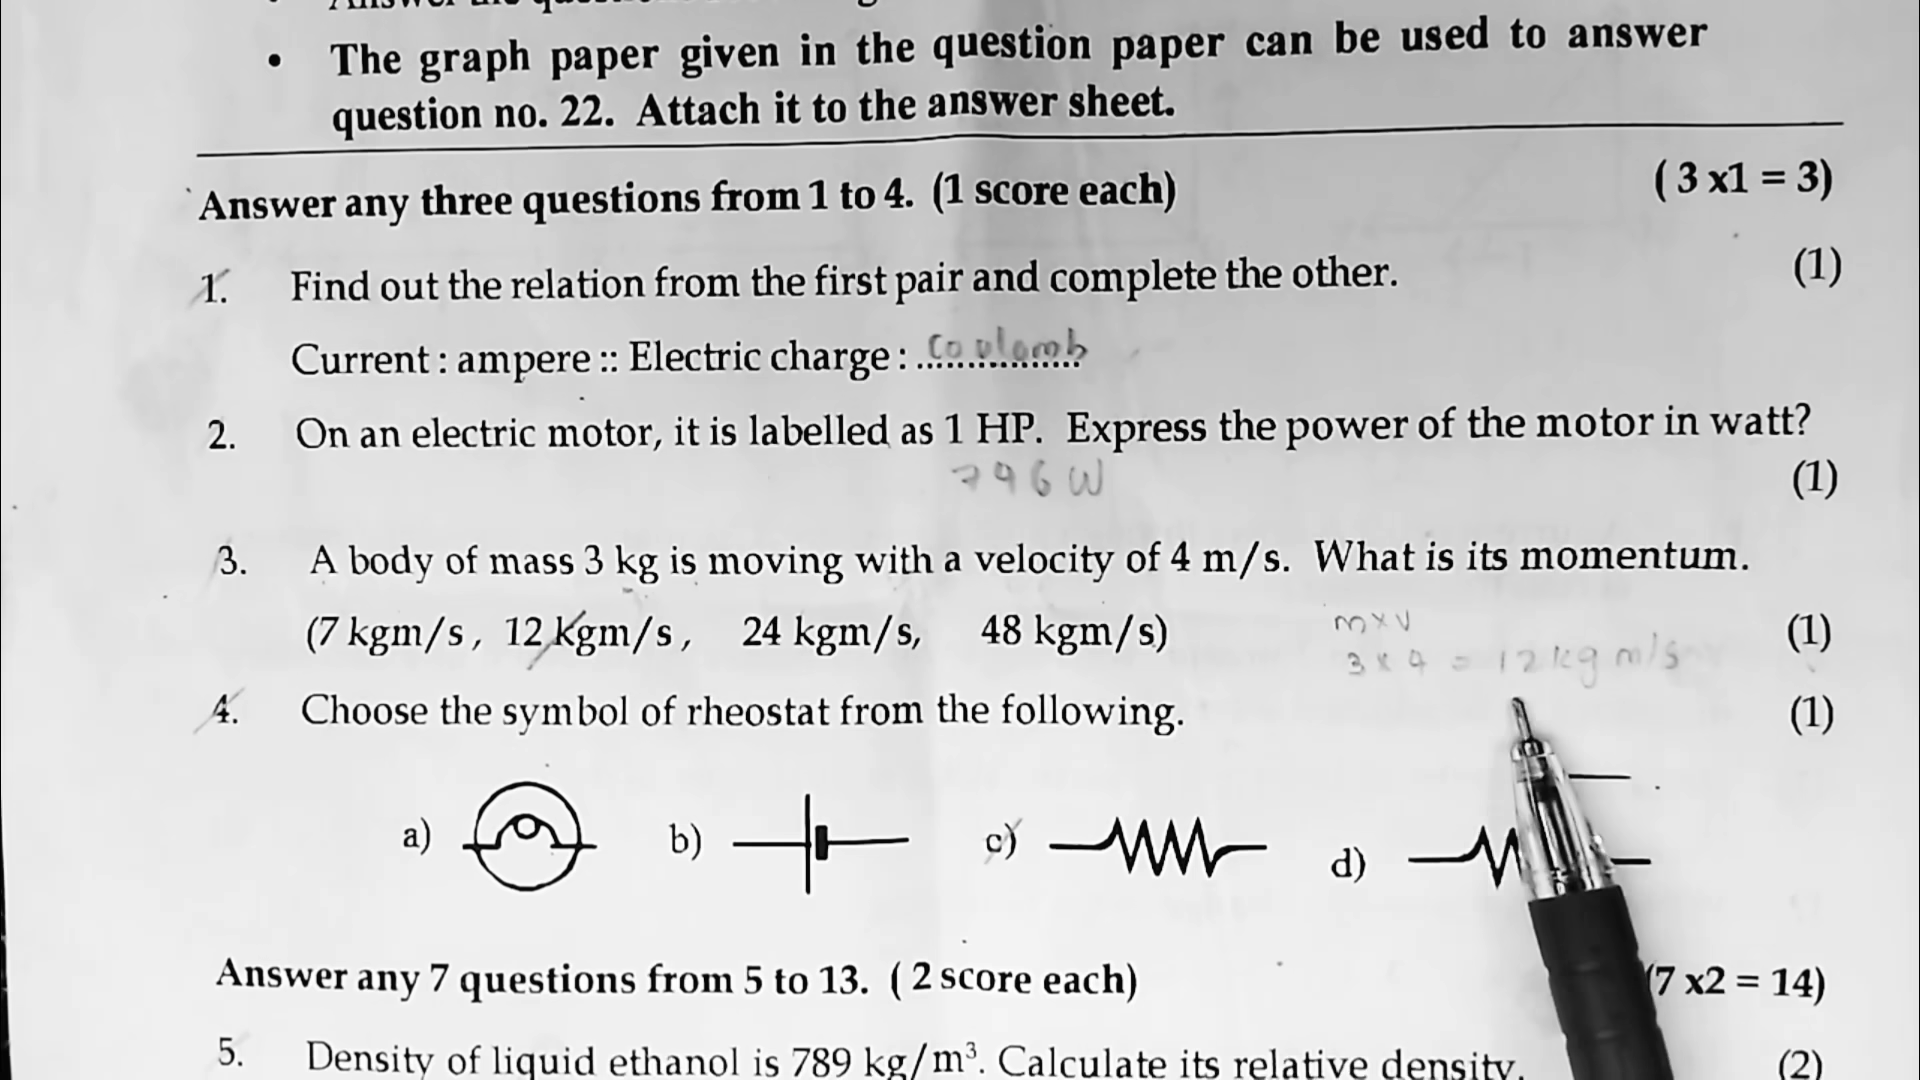 • The graph paper given in the question paper can be used to answer
question no. 22. Attach it to the answer sheet.
Answer any three questions from 1 to 4. (1 score each) ( 3 x1 = 3)
1. Find out the relation from the first pair and complete the other. (1)
Current : ampere :: Electric charge : ................ Coulomb
2. On an electric motor, it is labelled as 1 HP. Express the power of the motor in watt?
746 W (1)
3. A body of mass 3 kg is moving with a velocity of 4 m/s. What is its momentum.
m x v
(7 kgm/s, 12 kgm/s, 24 kgm/s, 48 kgm/s) (1)
3 x 4 = 12 kg m/s
4. Choose the symbol of rheostat from the following. (1)
a) b) c) d)
Answer any 7 questions from 5 to 13. ( 2 score each) (7 x2 = 14)
5. Density of liquid ethanol is 789 kg/m³. Calculate its relative density. (2)